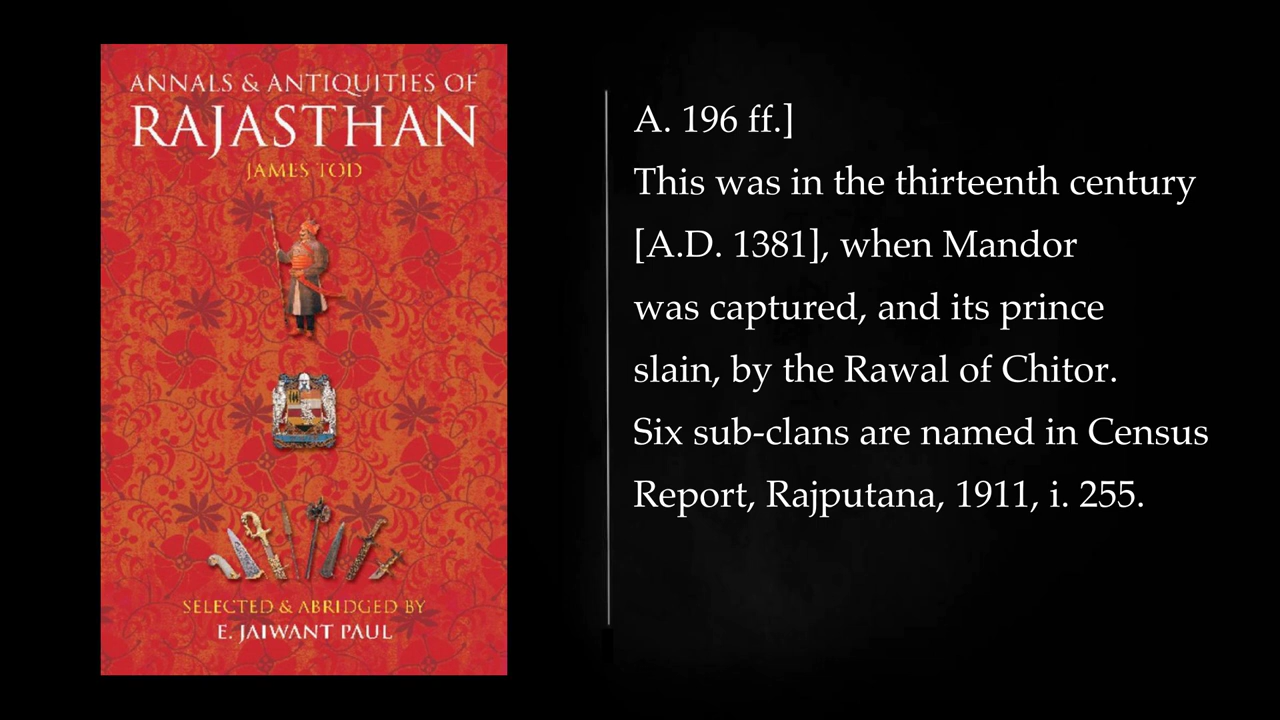 ANNALS & ANTIQUITIES OF
RAJASTHAN
JAMES TOD
SELECTED & ABRIDGED BY
E. JAIWANT PAUL
A. 196 ff.]
This was in the thirteenth century
[A.D. 1381], when Mandor
was captured, and its prince
slain, by the Rawal of Chitor.
Six sub-clans are named in Census
Report, Rajputana, 1911, i. 255.